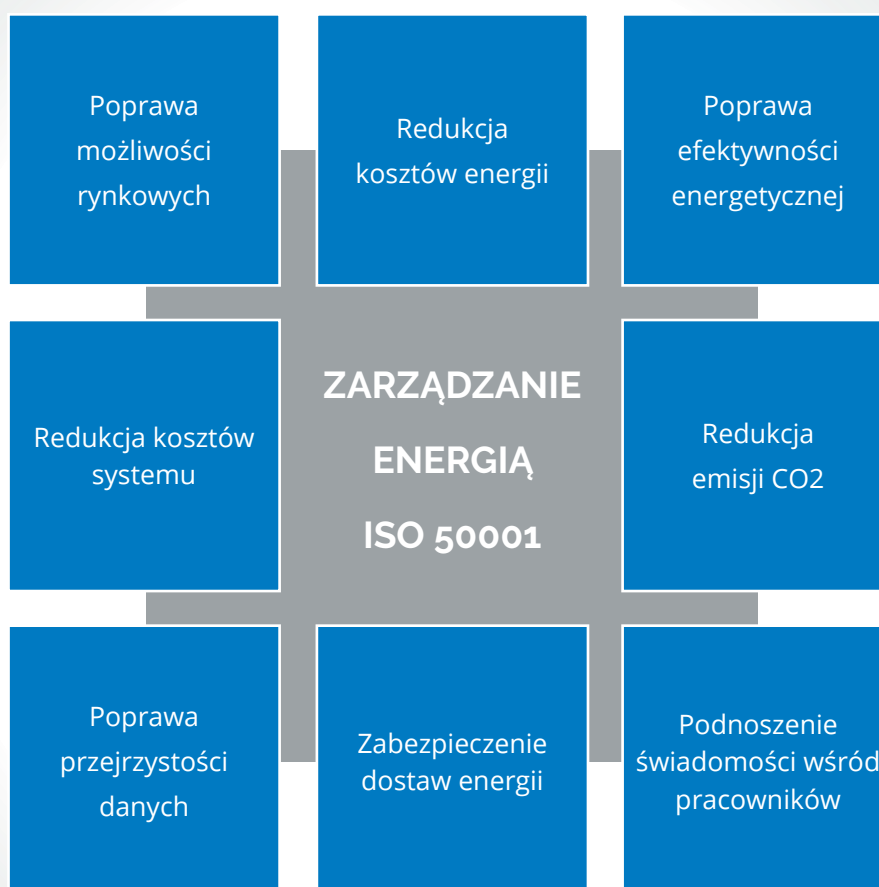 Poprawa
możliwości
rynkowych
Redukcja
kosztów energii
Poprawa
efektywności
energetycznej
Redukcja kosztów
systemu
ZARZĄDZANIE
ENERGIĄ
ISO 50001
Redukcja
emisji CO2
Poprawa
przejrzystości
danych
Zabezpieczenie
dostaw energii
Podnoszenie
świadomości wśród
pracowników